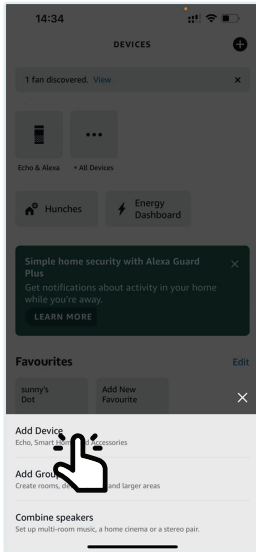 14:34
DEVICES
1 fan discovered. View
Echo & Alexa
+ All Devices
Hunches
Energy
Dashboard
Simple home security with Alexa Guard
Plus
Get notifications about activity in your home
while you're away.
LEARN MORE
Favourites
Edit
sunny's
Dot
Add New
Favourite
Add Device
Echo, Smart Home Accessories
Add Group
Create rooms, and larger areas
Combine speakers
Set up multi-room music, a home cinema or a stereo pair.